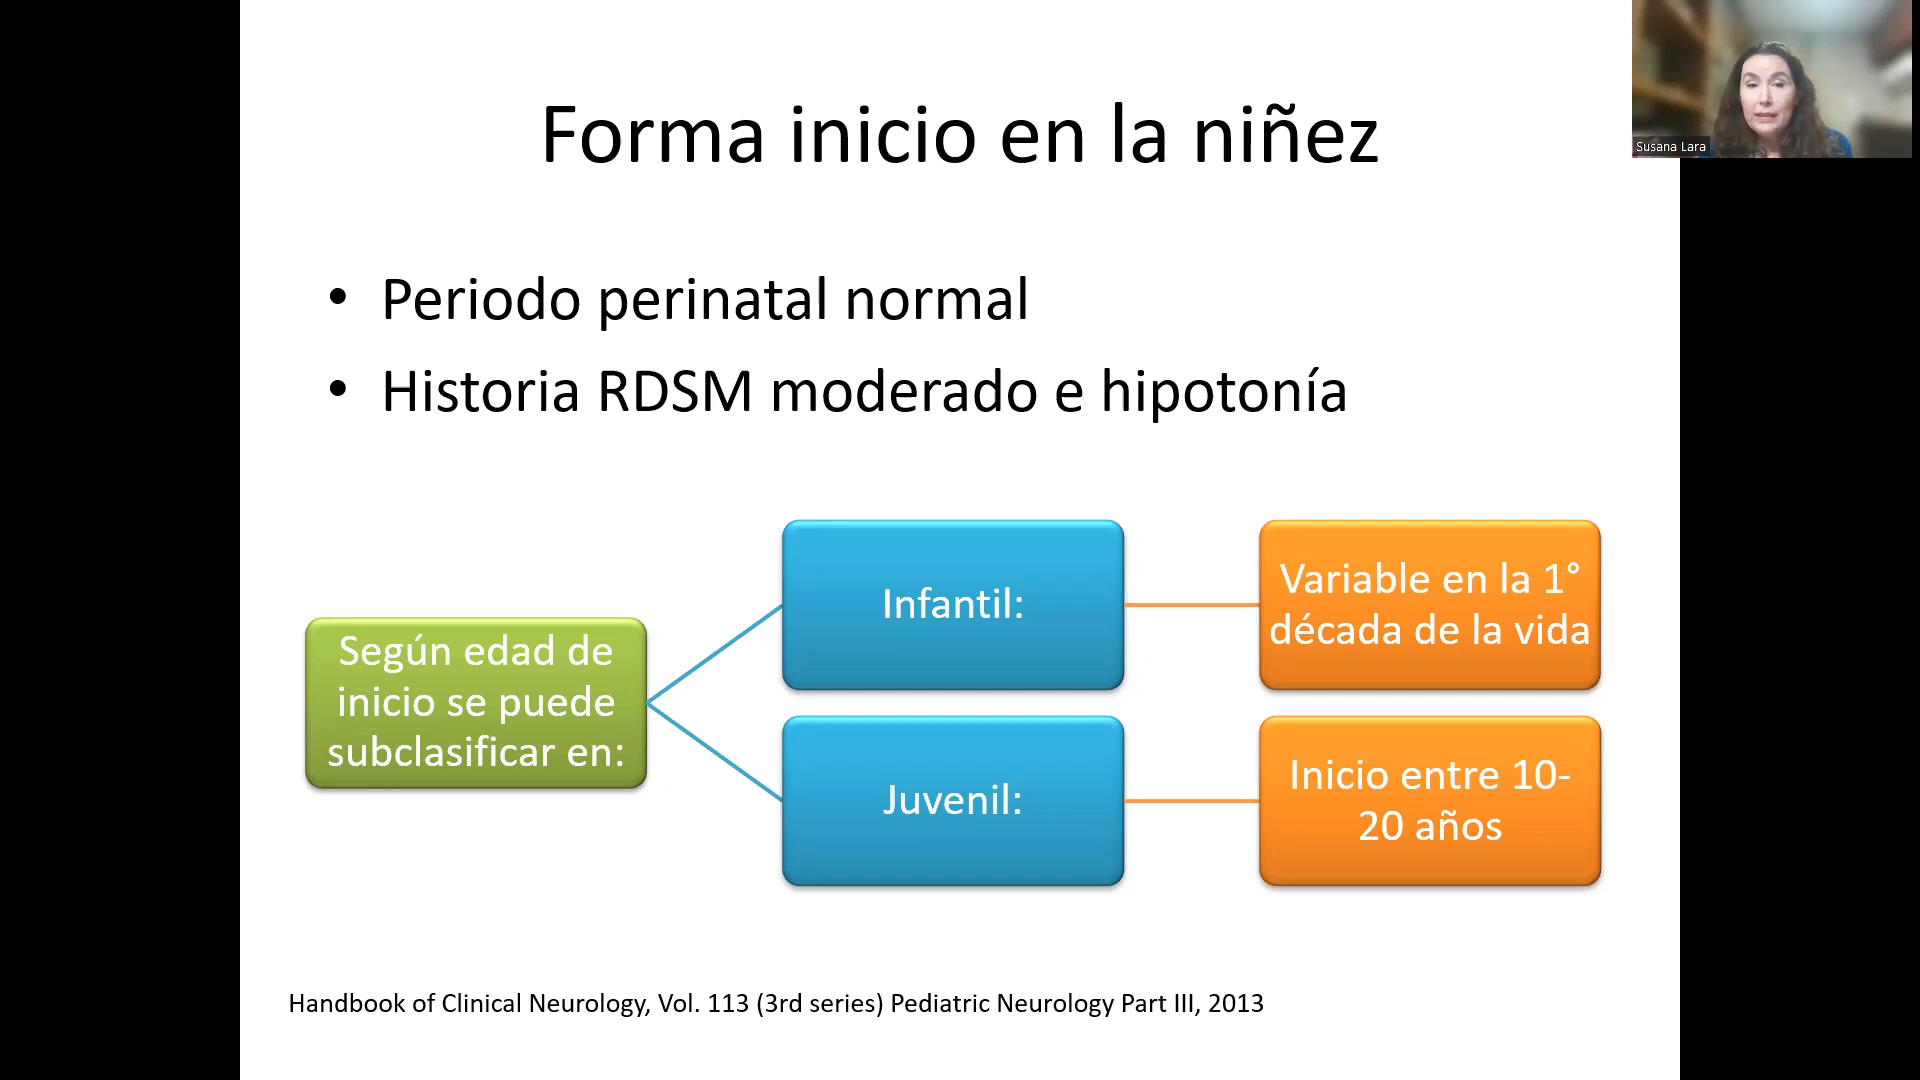 Forma inicio en la niñez
Susana Lara
• Periodo perinatal normal
• Historia RDSM moderado e hipotonía
Según edad de
inicio se puede
subclasificar en:
Infantil:
Variable en la 1°
década de la vida
Juvenil:
Inicio entre 10-
20 años
Handbook of Clinical Neurology, Vol. 113 (3rd series) Pediatric Neurology Part III, 2013